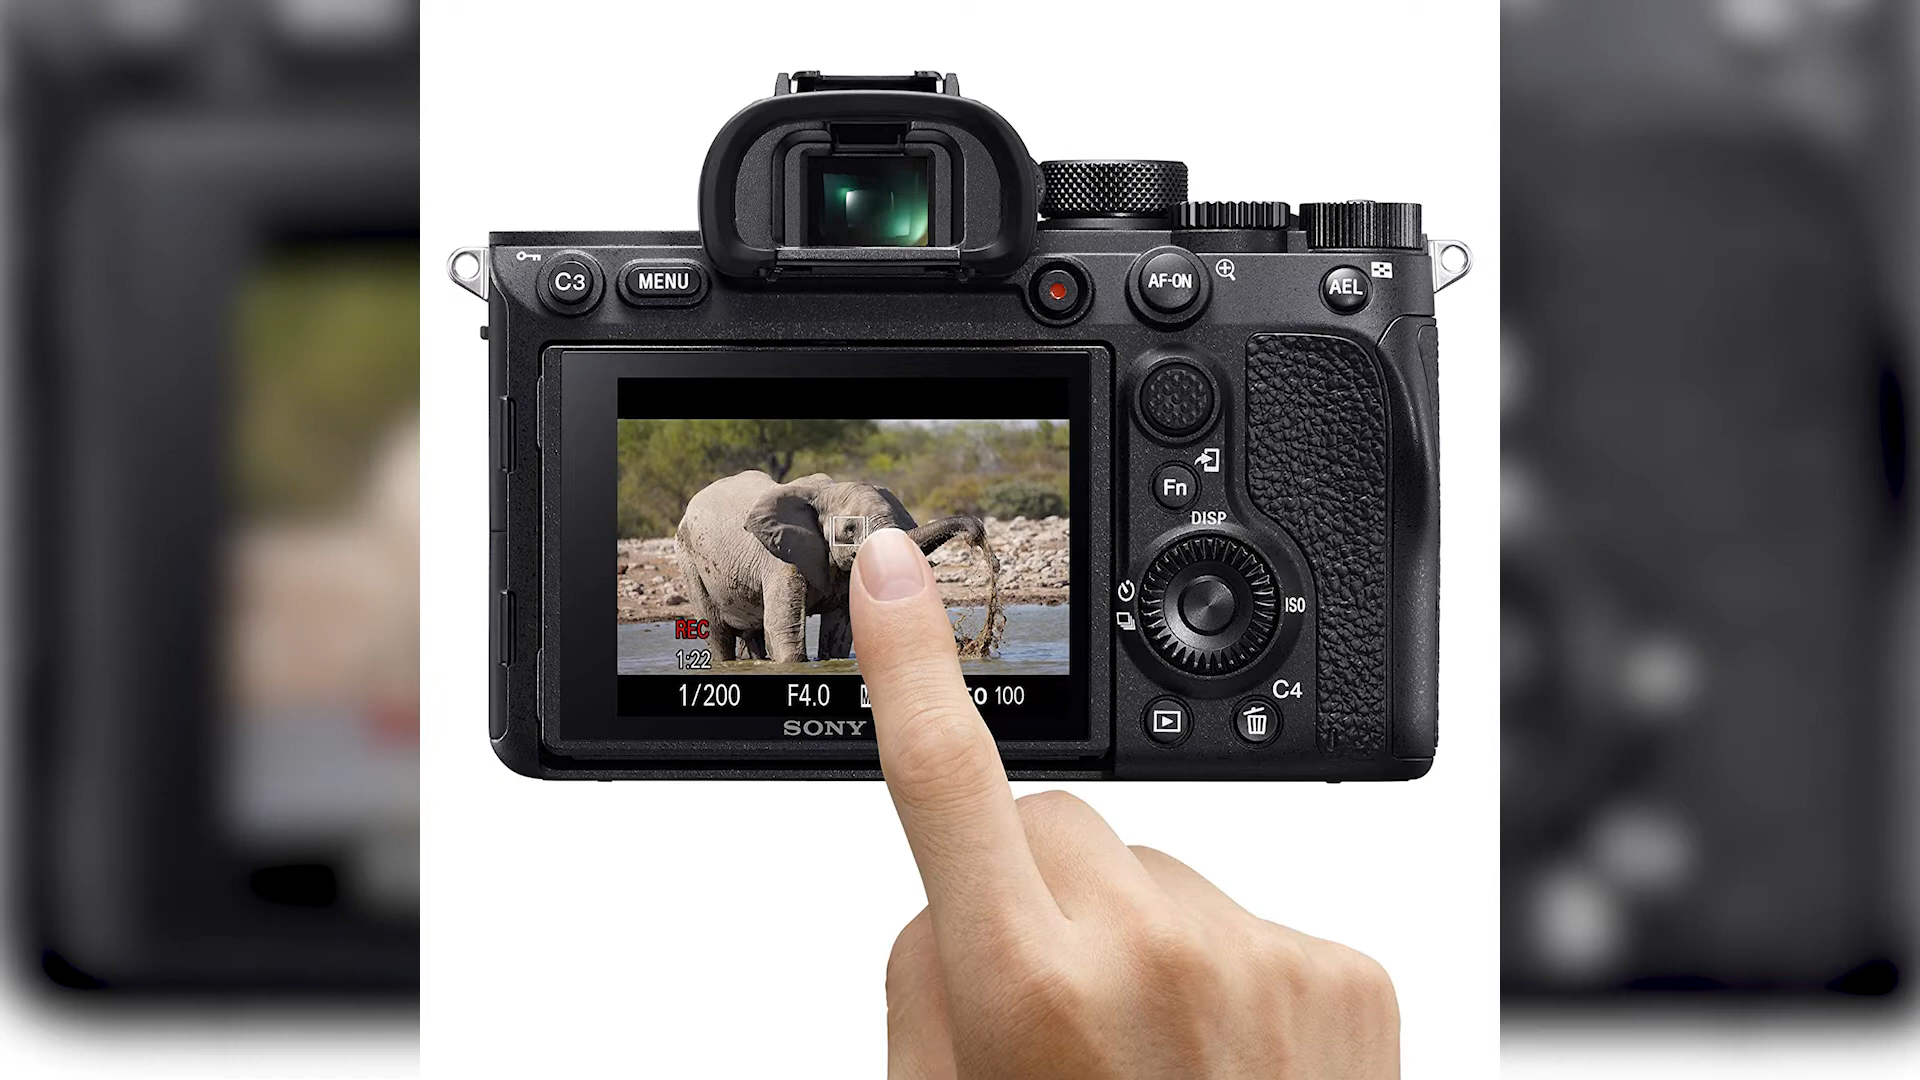 C3
MENU
AF-ON
AEL
Fn
DISP
ISO
REC
1:22
1/200
F4.0
100
SONY
C4